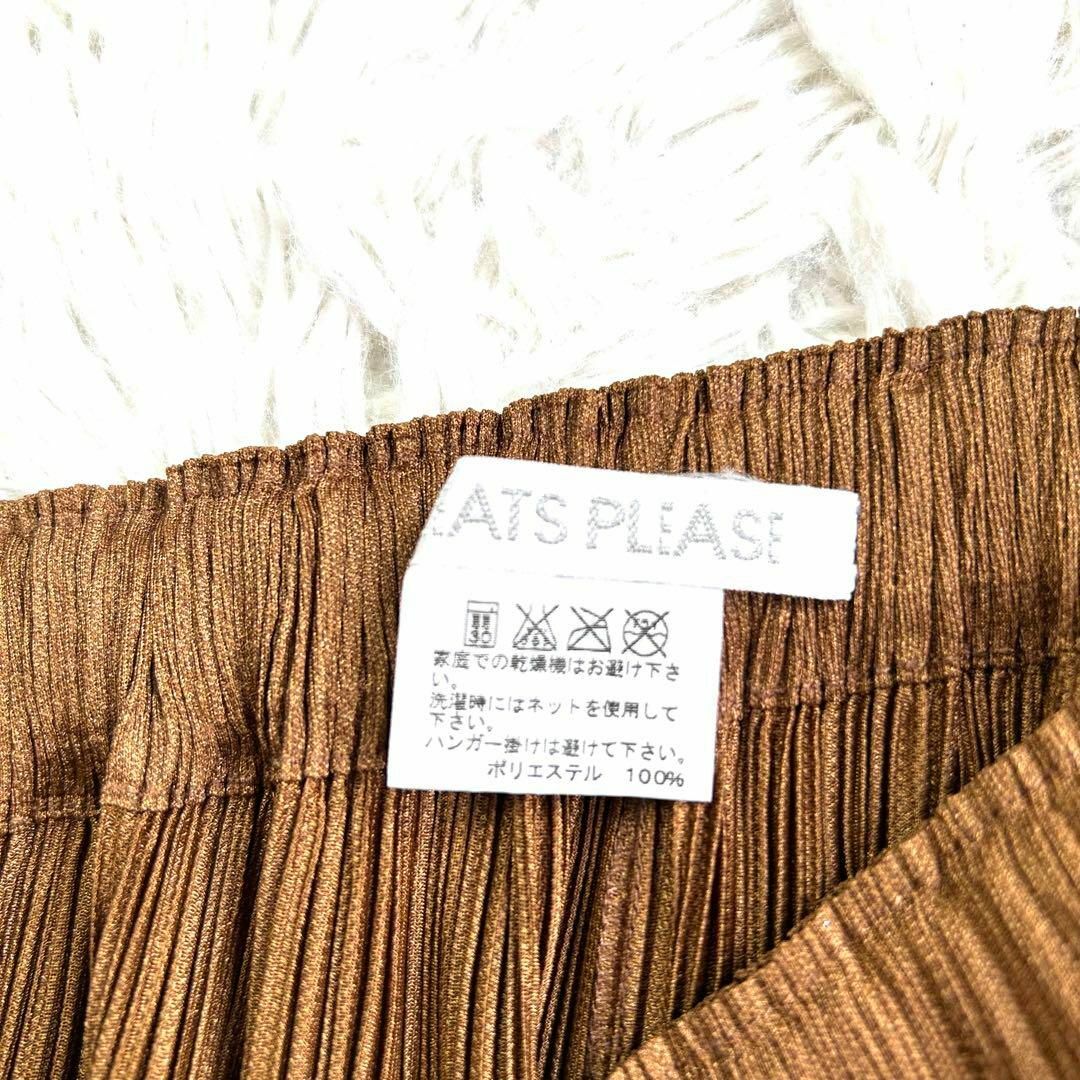 EATS PLEASE
30
家庭での乾燥機はお避け下さ
い。
洗濯時にはネットを使用して
下さい。
ハンガー掛けは避けて下さい。
ポリエステル 100%